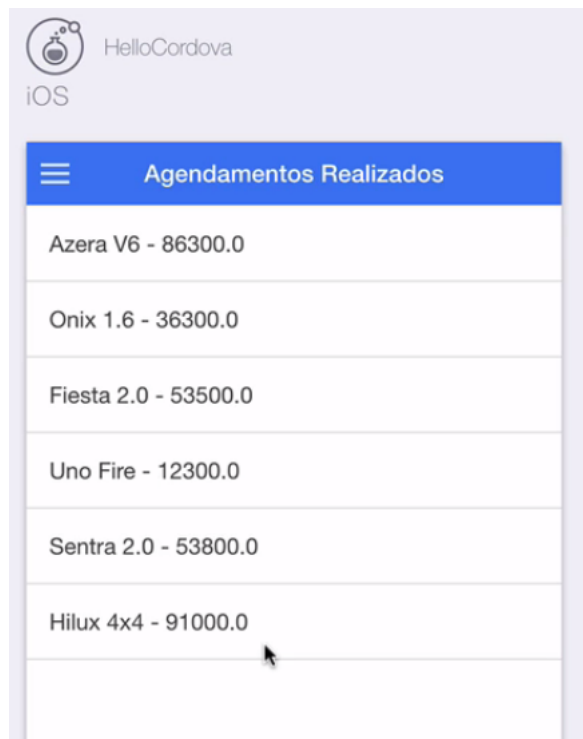 HelloCordova
iOS
Agendamentos Realizados
Azera V6 - 86300.0
Onix 1.6 - 36300.0
Fiesta 2.0 - 53500.0
Uno Fire - 12300.0
Sentra 2.0 - 53800.0
Hilux 4x4 - 91000.0